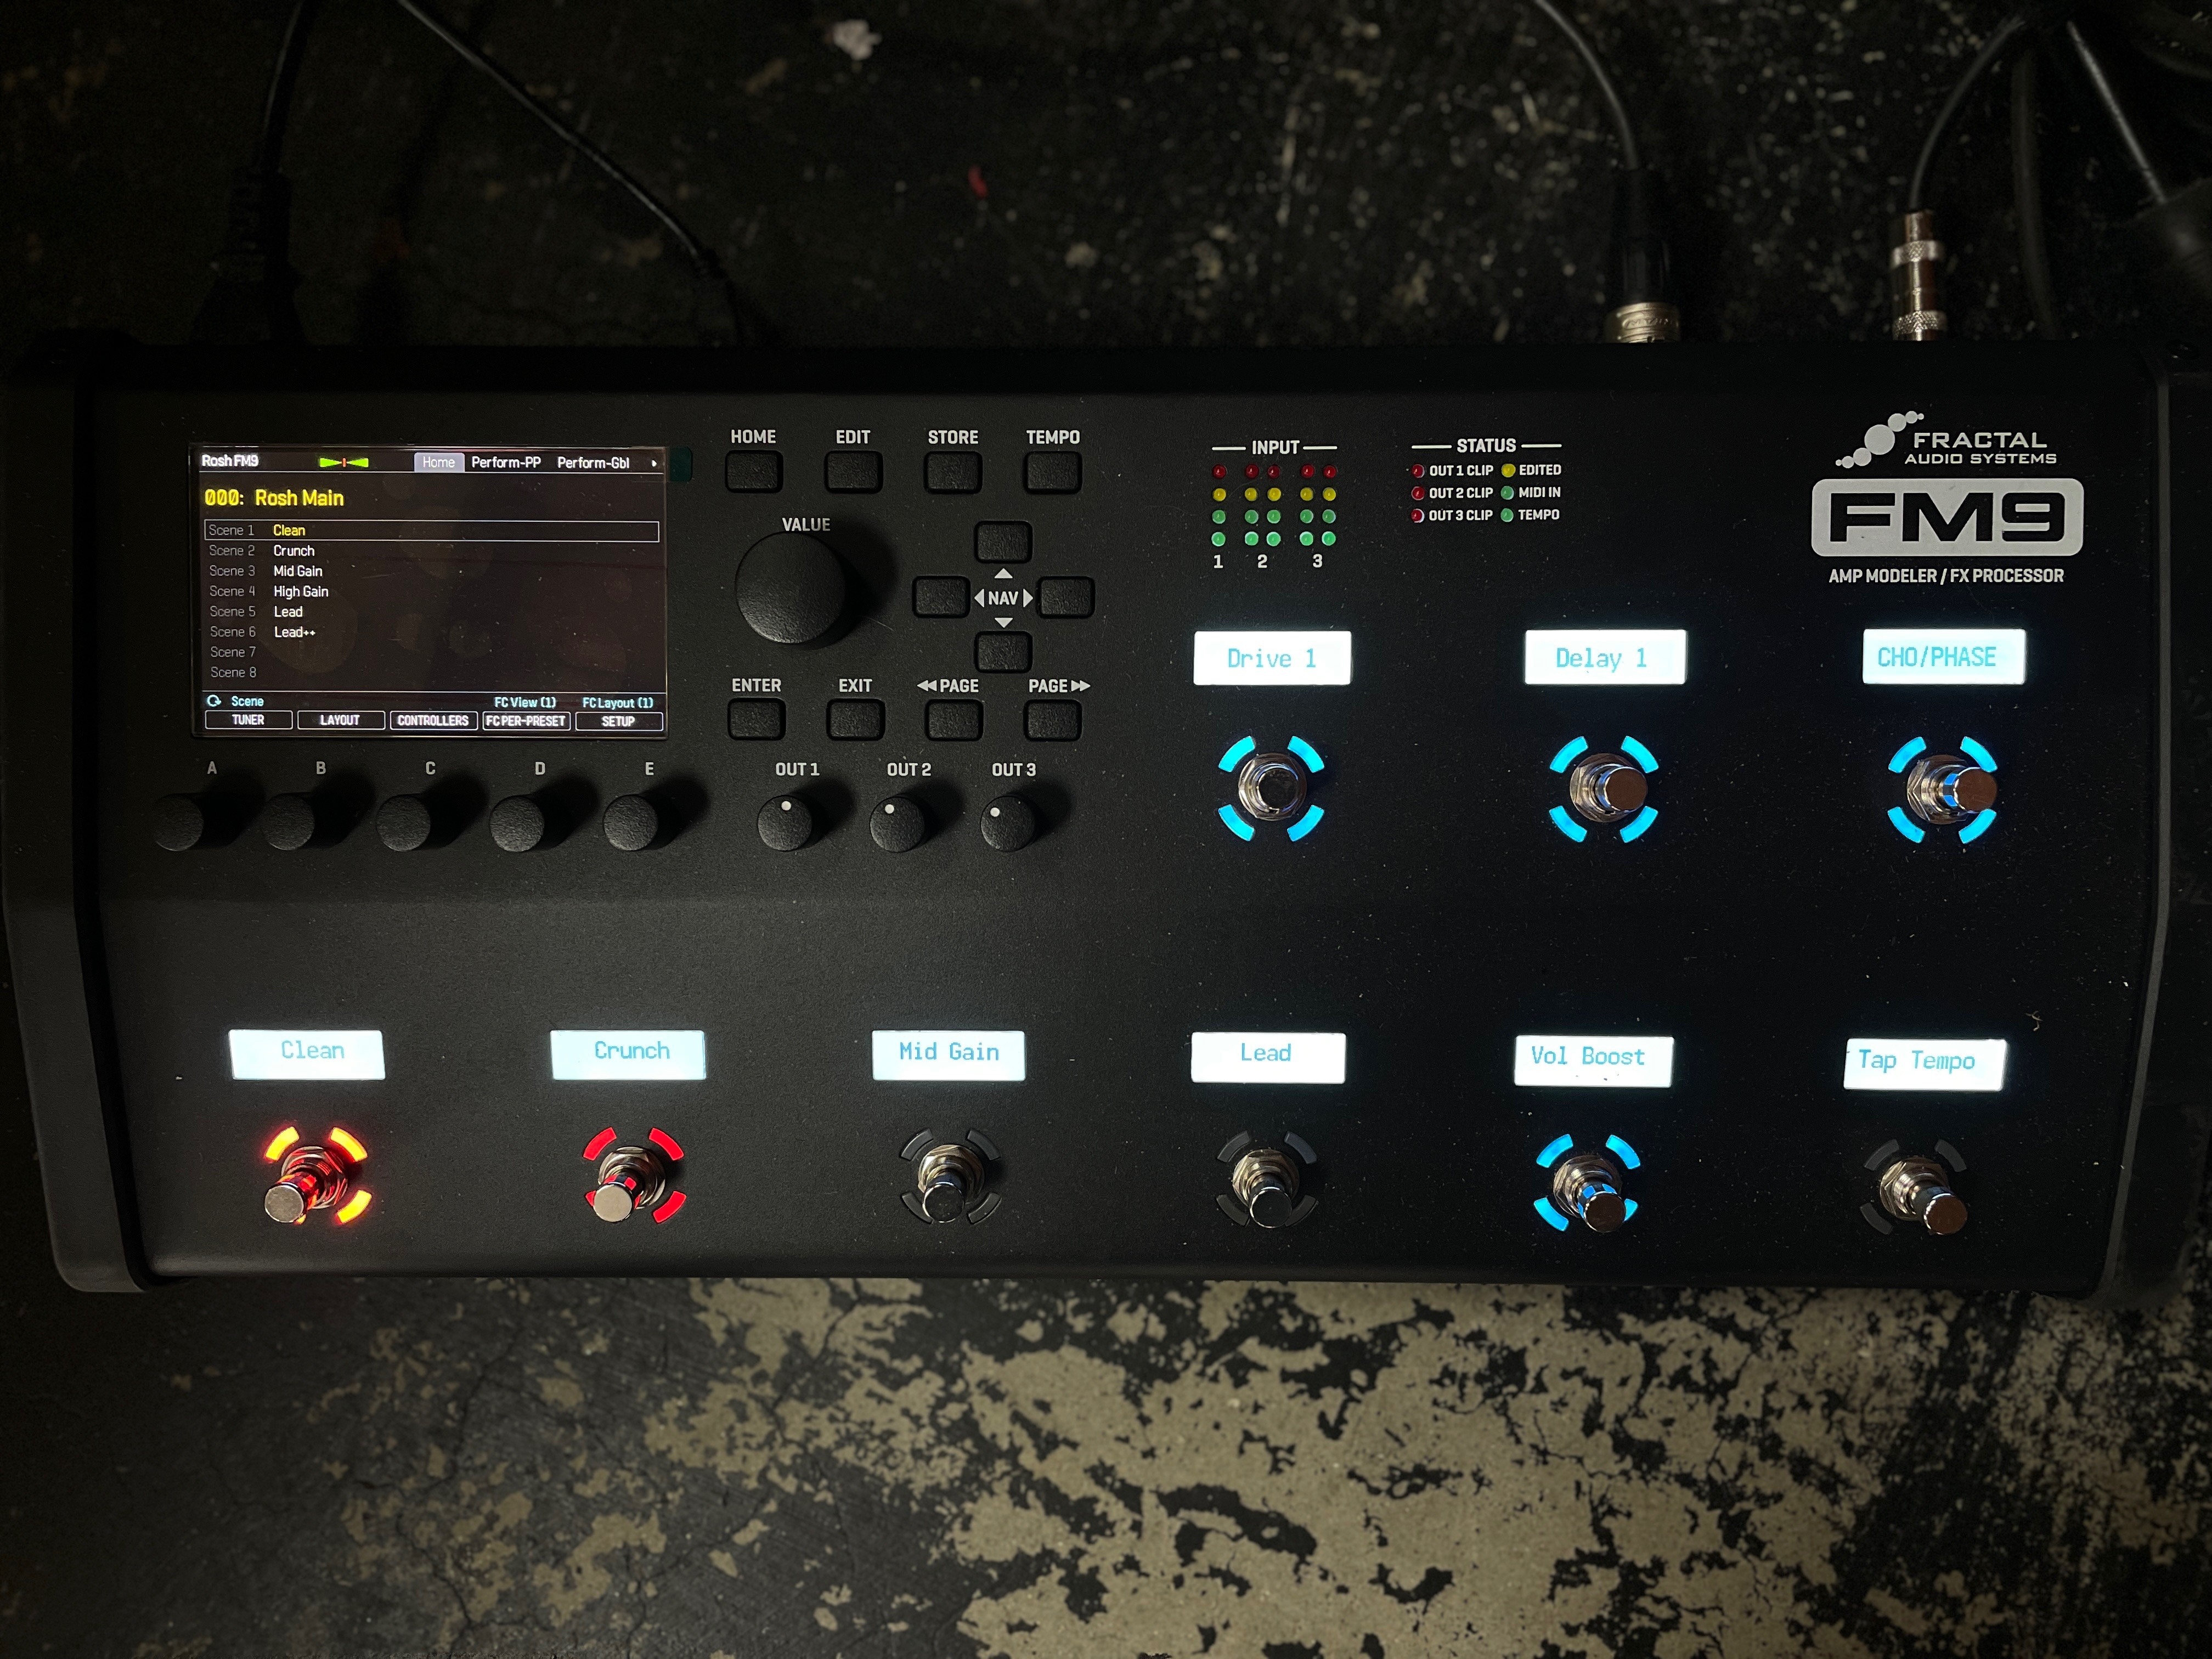 Rosh FM9 Home Perform-PP Perform-Gbl
000: Rosh Main
Scene 1 Clean
Scene 2 Crunch
Scene 3 Mid Gain
Scene 4 High Gain
Scene 5 Lead
Scene 6 Lead++
Scene 7
Scene 8
Scene FC View (1) FC Layout (1)
TUNER LAYOUT CONTROLLERS FC PER-PRESET SETUP
A B C D E
HOME EDIT STORE TEMPO
VALUE
NAV
ENTER EXIT PAGE PAGE
OUT 1 OUT 2 OUT 3
INPUT
1 2 3
STATUS
OUT 1 CLIP EDITED
OUT 2 CLIP MIDI IN
OUT 3 CLIP TEMPO
FRACTAL
AUDIO SYSTEMS
FM9
AMP MODELER / FX PROCESSOR
Drive 1 Delay 1 CHO/PHASE
Clean Crunch Mid Gain Lead Vol Boost Tap Tempo